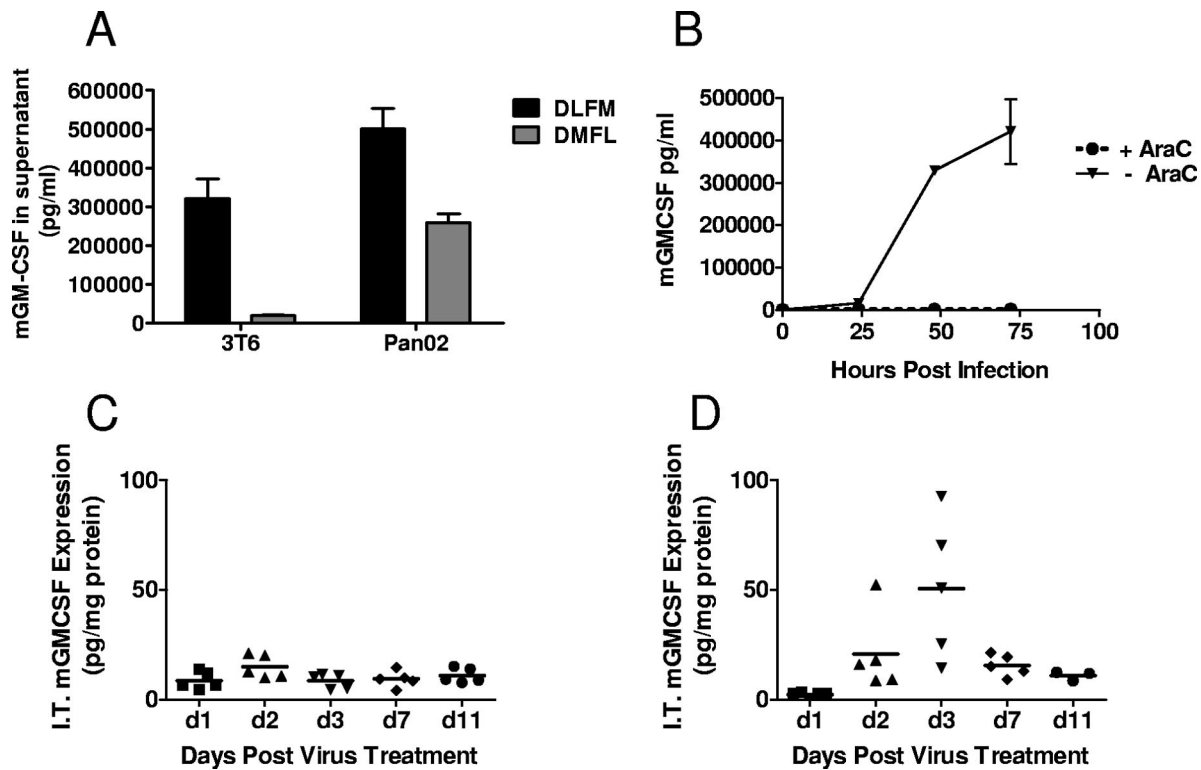 A
mGM-CSF in supernatant
(pg/ml)
600000
500000
400000
300000
200000
100000
0
3T6
Pan02
DLFM
DMFL
B
mGMCSF pg/ml
500000
400000
300000
200000
100000
0
0
25
50
75
100
Hours Post Infection
+ AraC
- AraC
C
I.T. mGMCSF Expression
(pg/mg protein)
100
50
0
d1
d2
d3
d7
d11
Days Post Virus Treatment
D
I.T. mGMCSF Expression
(pg/mg protein)
100
50
0
d1
d2
d3
d7
d11
Days Post Virus Treatment